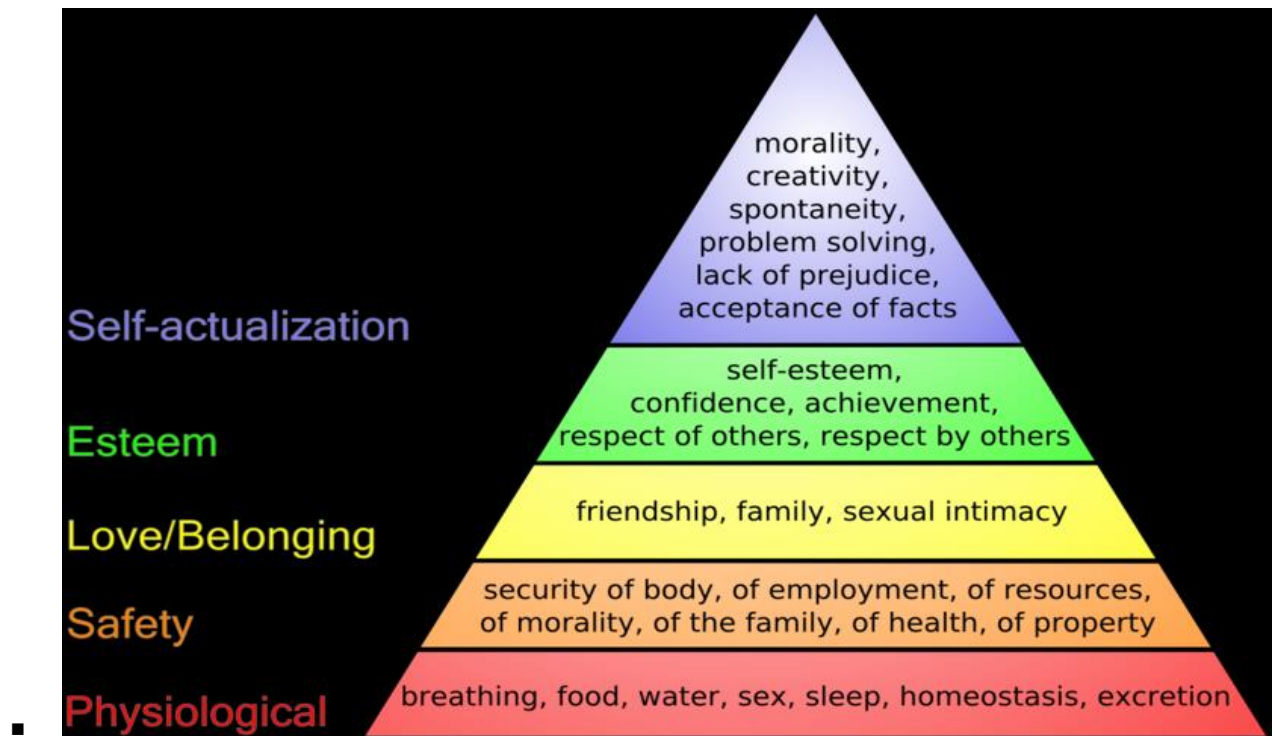 morality,
creativity,
spontaneity,
problem solving,
lack of prejudice,
acceptance of facts
Self-actualization
self-esteem,
confidence, achievement,
respect of others, respect by others
Esteem
friendship, family, sexual intimacy
Love/Belonging
security of body, of employment, of resources,
of morality, of the family, of health, of property
Safety
breathing, food, water, sex, sleep, homeostasis, excretion
Physiological